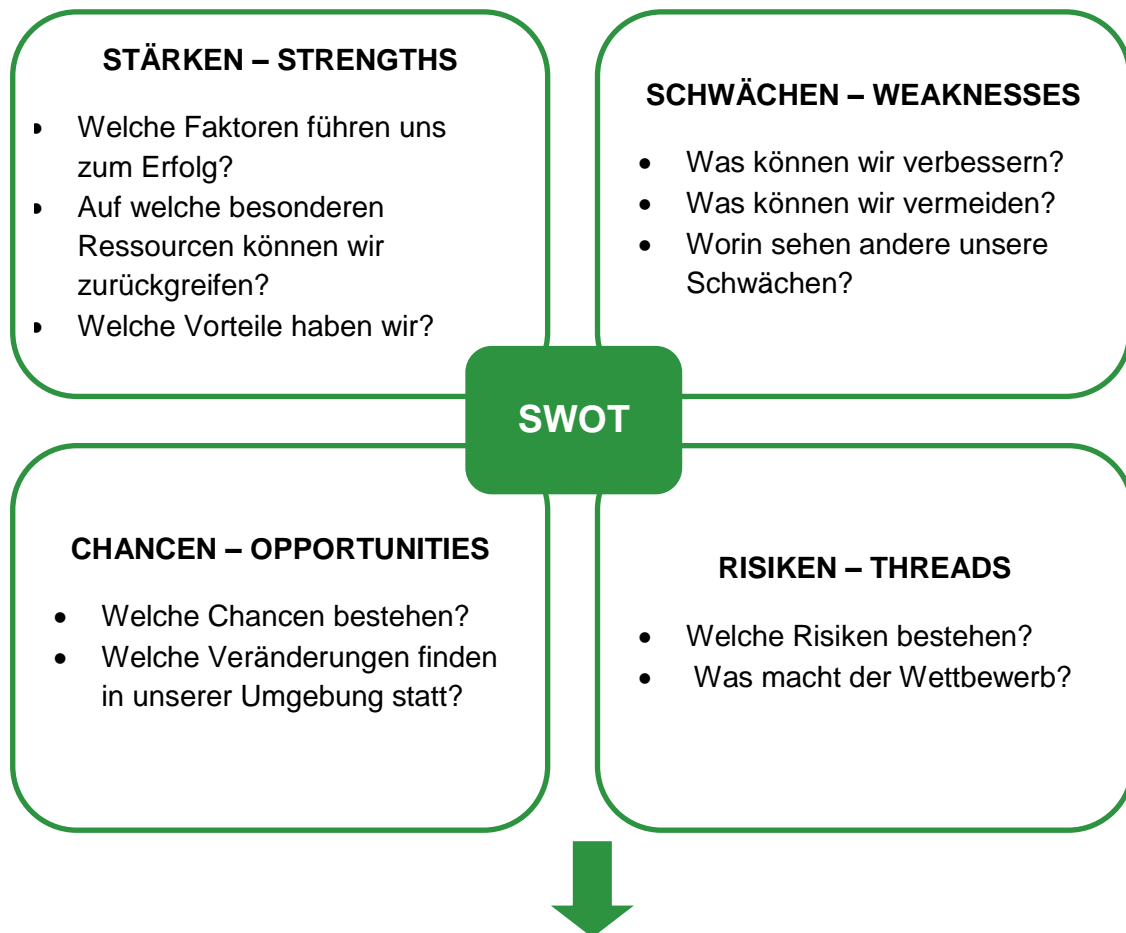 STÄRKEN – STRENGTHS
• Welche Faktoren führen uns
zum Erfolg?
• Auf welche besonderen
Ressourcen können wir
zurückgreifen?
• Welche Vorteile haben wir?
SCHWÄCHEN – WEAKNESSES
• Was können wir verbessern?
• Was können wir vermeiden?
• Worin sehen andere unsere
Schwächen?
SWOT
CHANCEN – OPPORTUNITIES
• Welche Chancen bestehen?
• Welche Veränderungen finden
in unserer Umgebung statt?
RISIKEN – THREADS
• Welche Risiken bestehen?
• Was macht der Wettbewerb?